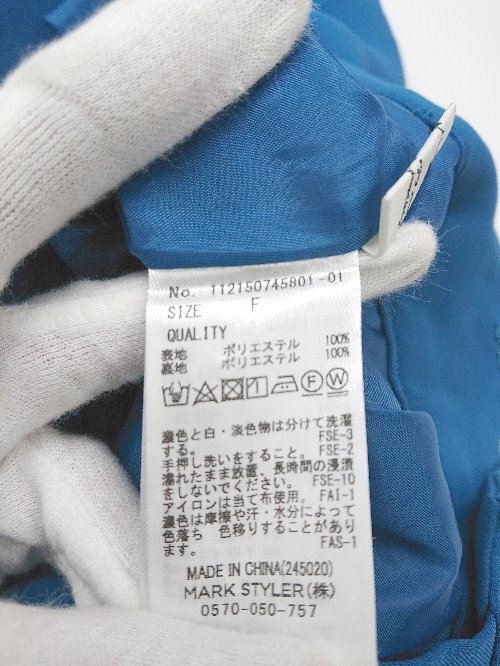 No. 112150745801-01
SIZE F
QUALITY
表地 ポリエステル 100%
裏地 ポリエステル 100%
濃色と白・淡色物は分けて洗濯
する。 FSE-3
手押し洗いをすること。 FSE-2
濡れたまま放置、長時間の浸漬
をしないでください。 FSE-10
アイロンは当て布使用。 FAI-1
濃色は摩擦や汗・水分によって
色落ち 色移りすることがあり
ます。 FAS-1
MADE IN CHINA(245020)
MARK STYLER(株)
0570-050-757